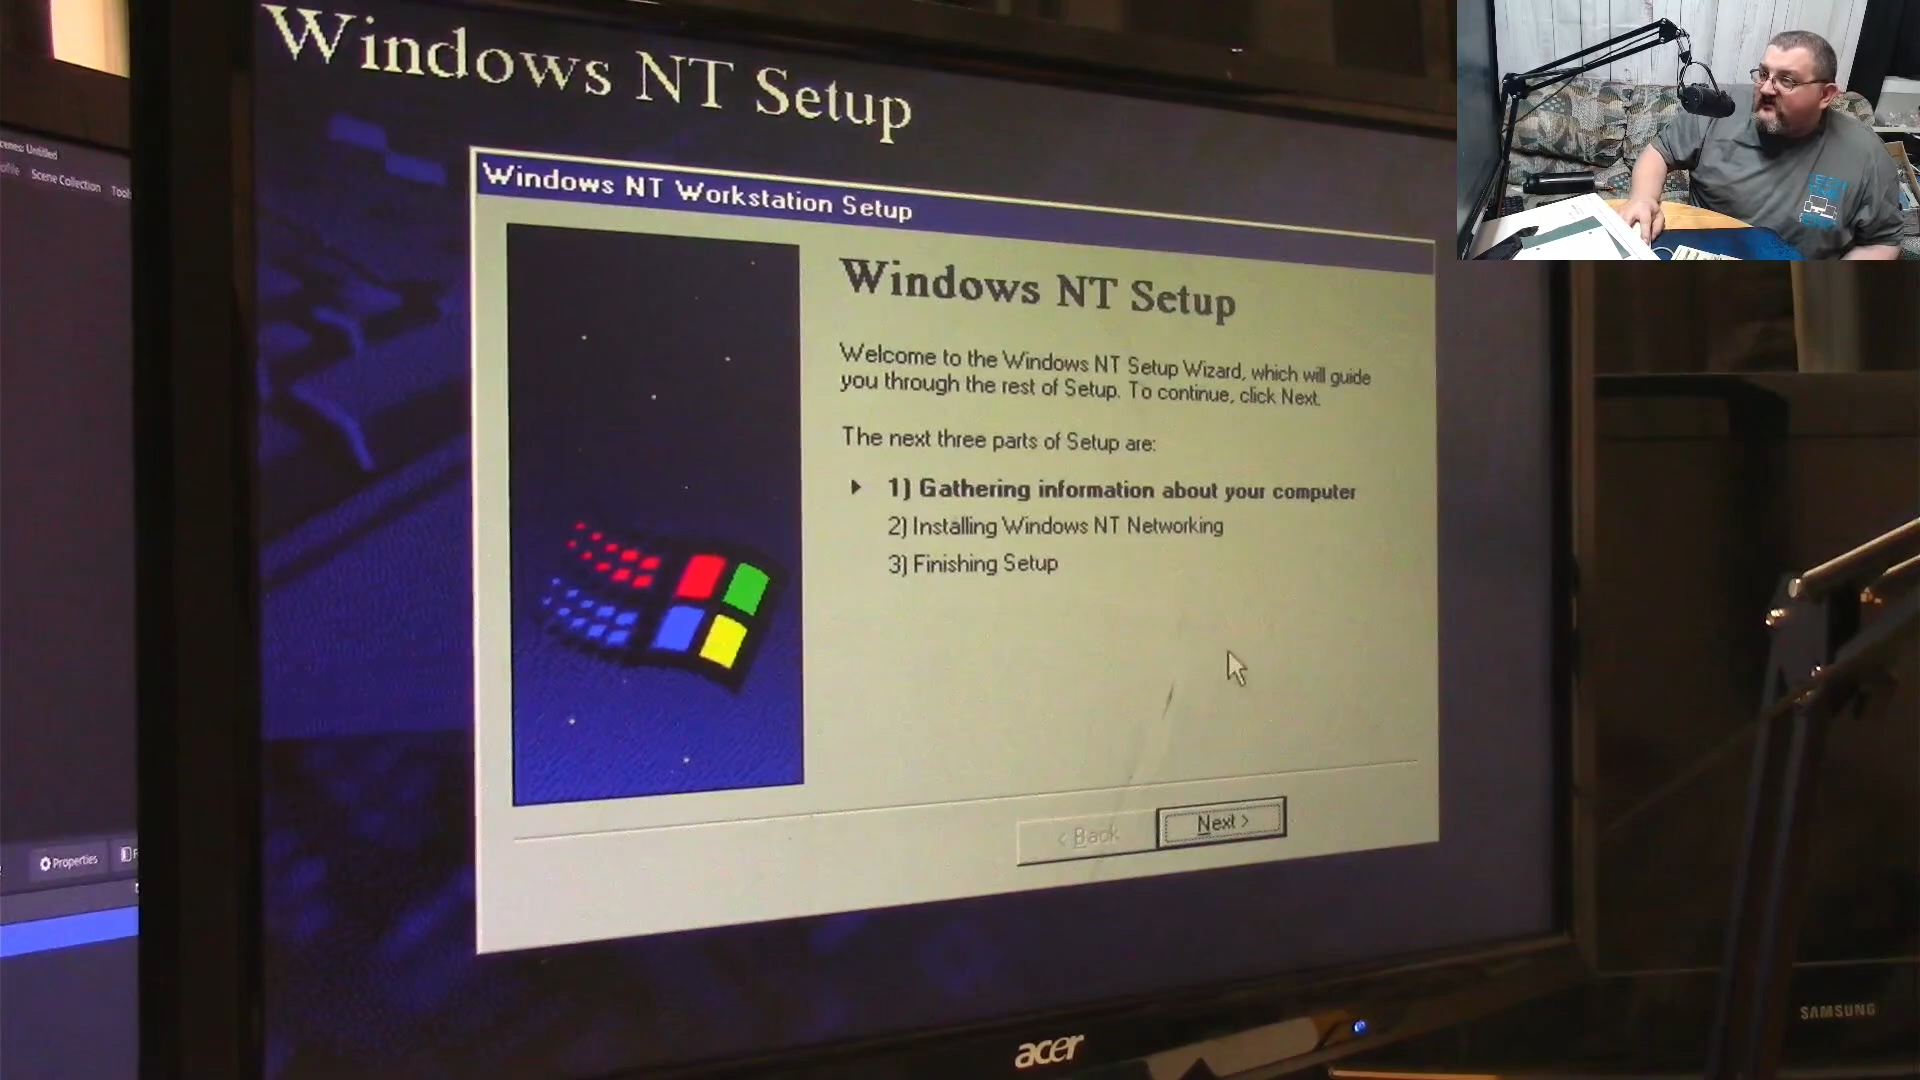 Windows NT Setup
Scenes: Untitled
Scene Collection
Windows NT Workstation Setup
Windows NT Setup
Welcome to the Windows NT Setup Wizard, which will guide
you through the rest of Setup. To continue, click Next.
The next three parts of Setup are:
1) Gathering information about your computer
2) Installing Windows NT Networking
3) Finishing Setup
< Back
Next >
Properties
acer
SAMSUNG
TECH